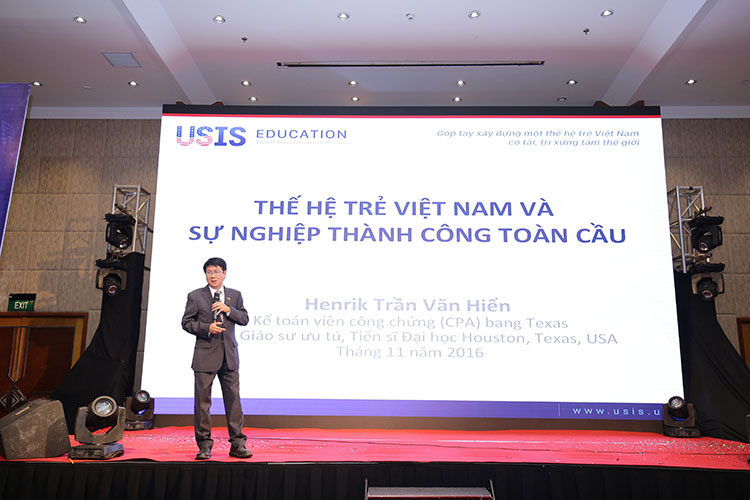 USIS EDUCATION
Góp tay xây dựng một thế hệ trẻ Việt Nam
có tài, trí xứng tầm thế giới
THẾ HỆ TRẺ VIỆT NAM VÀ
SỰ NGHIỆP THÀNH CÔNG TOÀN CẦU
Henrik Trần Văn Hiển
Kế toán viên công chứng (CPA) bang Texas
Giáo sư ưu tú, Tiến sĩ Đại học Houston, Texas, USA
Tháng 11 năm 2016
EXIT
www.usis.u